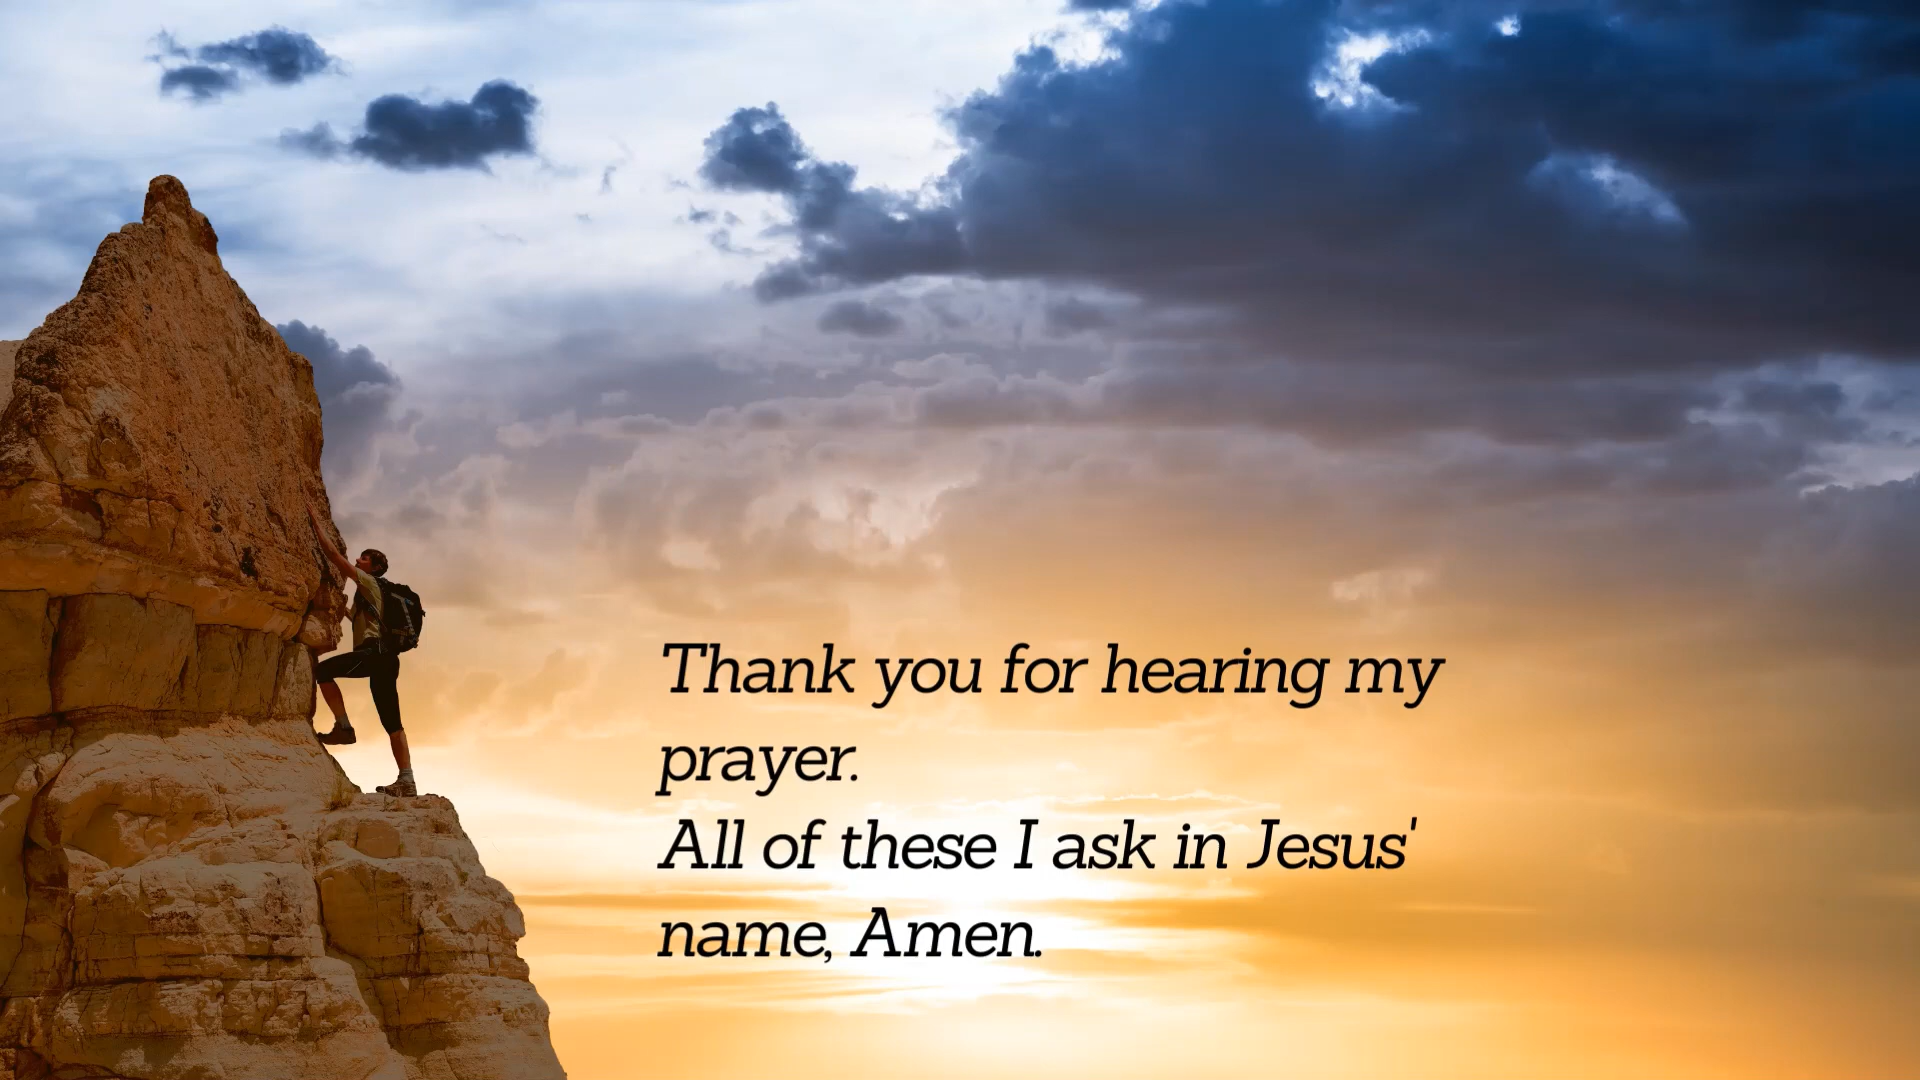 Thank you for hearing my
prayer.
All of these I ask in Jesus'
name, Amen.